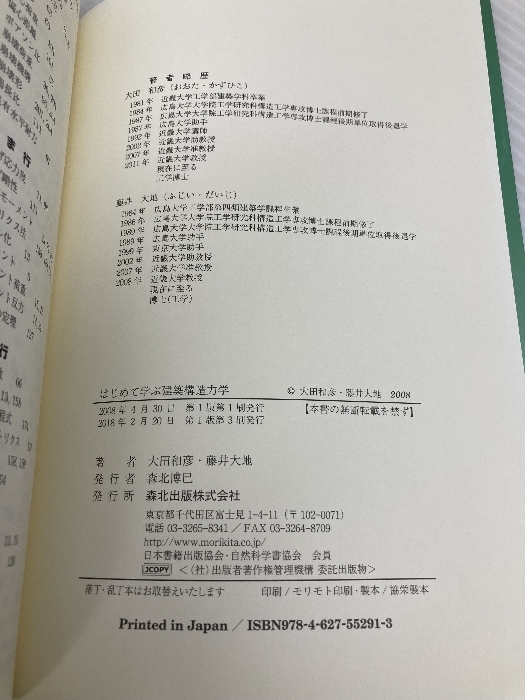 著者略歴
大田 和彦(おおた・かずひこ)
1981年 近畿大学工学部建築学科卒業
1984年 広島大学大学院工学研究科構造工学専攻博士課程前期修了
1987年 広島大学大学院工学研究科構造工学専攻博士課程後期単位取得後退学
1987年 広島大学助手
1992年 近畿大学講師
2002年 近畿大学助教授
2007年 近畿大学准教授
2011年 近畿大学教授
現在に至る
工学博士
藤井 大地(ふじい・だいじ)
1984年 広島大学工学部第四類建築学課程卒業
1986年 広島大学大学院工学研究科構造工学専攻博士課程前期修了
1989年 広島大学大学院工学研究科構造工学専攻博士課程後期単位取得後退学
1989年 広島大学助手
1999年 東京大学助手
2002年 近畿大学助教授
2007年 近畿大学准教授
2008年 近畿大学教授
現在に至る
博士(工学)
はじめて学ぶ建築構造力学 © 大田和彦・藤井大地 2008
2008年4月30日 第1版第1刷発行 【本書の無断転載を禁ず】
2018年2月20日 第1版第3刷発行
著者 大田和彦・藤井大地
発行者 森北博巳
発行所 森北出版株式会社
東京都千代田区富士見1-4-11(〒102-0071)
電話 03-3265-8341/FAX 03-3264-8709
http://www.morikita.co.jp/
日本書籍出版協会・自然科学書協会 会員
JCOPY <(社)出版者著作権管理機構 委託出版物>
落丁・乱丁本はお取替えいたします 印刷/モリモト印刷・製本/協栄製本
Printed in Japan/ISBN978-4-627-55291-3